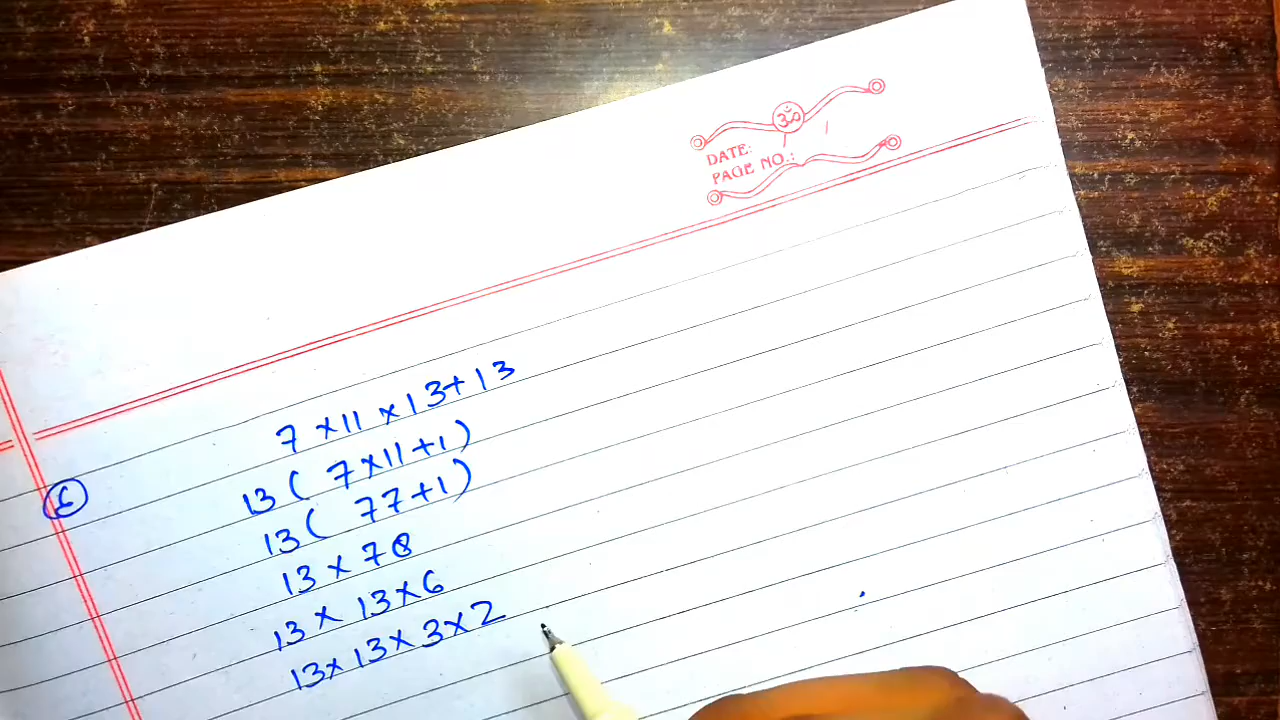 ॐ
DATE:
PAGE NO.:
7 × 11 × 13 + 13
6
13 ( 7 × 11 + 1 )
13 ( 77 + 1 )
13 × 78
13 × 13 × 6
13 × 13 × 3 × 2